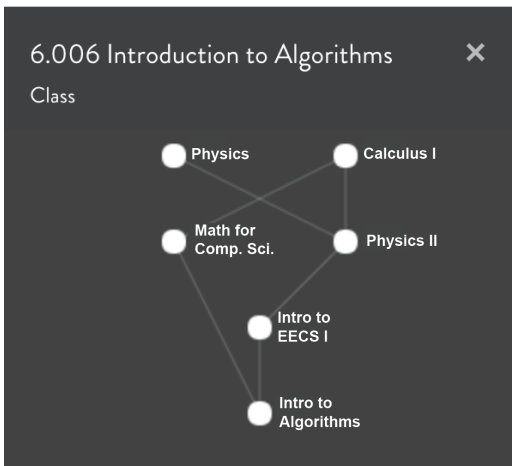 6.006 Introduction to Algorithms
Class
Physics
Calculus I
Math for
Comp. Sci.
Physics II
Intro to
EECS I
Intro to
Algorithms